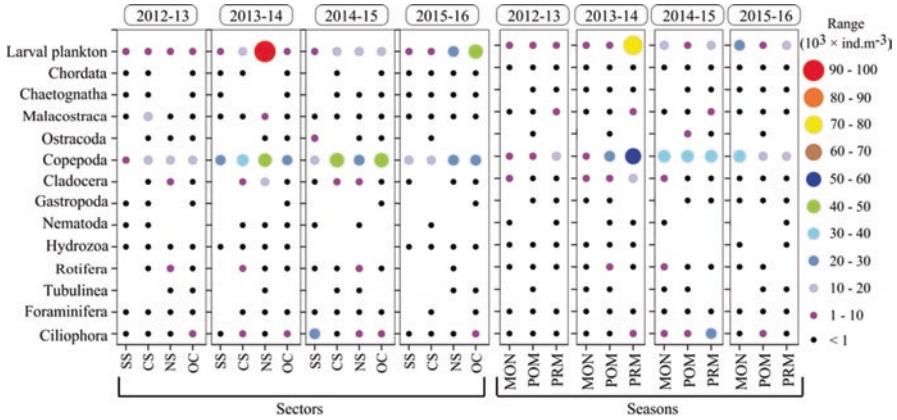 2012-13 2013-14 2014-15 2015-16 2012-13 2013-14 2014-15 2015-16
Range
(10³ × ind.m-³)
Larval plankton
Chordata
Chaetognatha
Malacostraca
Ostracoda
Copepoda
Cladocera
Gastropoda
Nematoda
Hydrozoa
Rotifera
Tubulinea
Foraminifera
Ciliophora
90 - 100
80 - 90
70 - 80
60 - 70
50 - 60
40 - 50
30 - 40
20 - 30
10 - 20
1 - 10
< 1
SS CS NS OC SS CS NS OC SS CS NS OC SS CS NS OC MON POM PRM MON POM PRM MON POM PRM MON POM PRM
Sectors Seasons